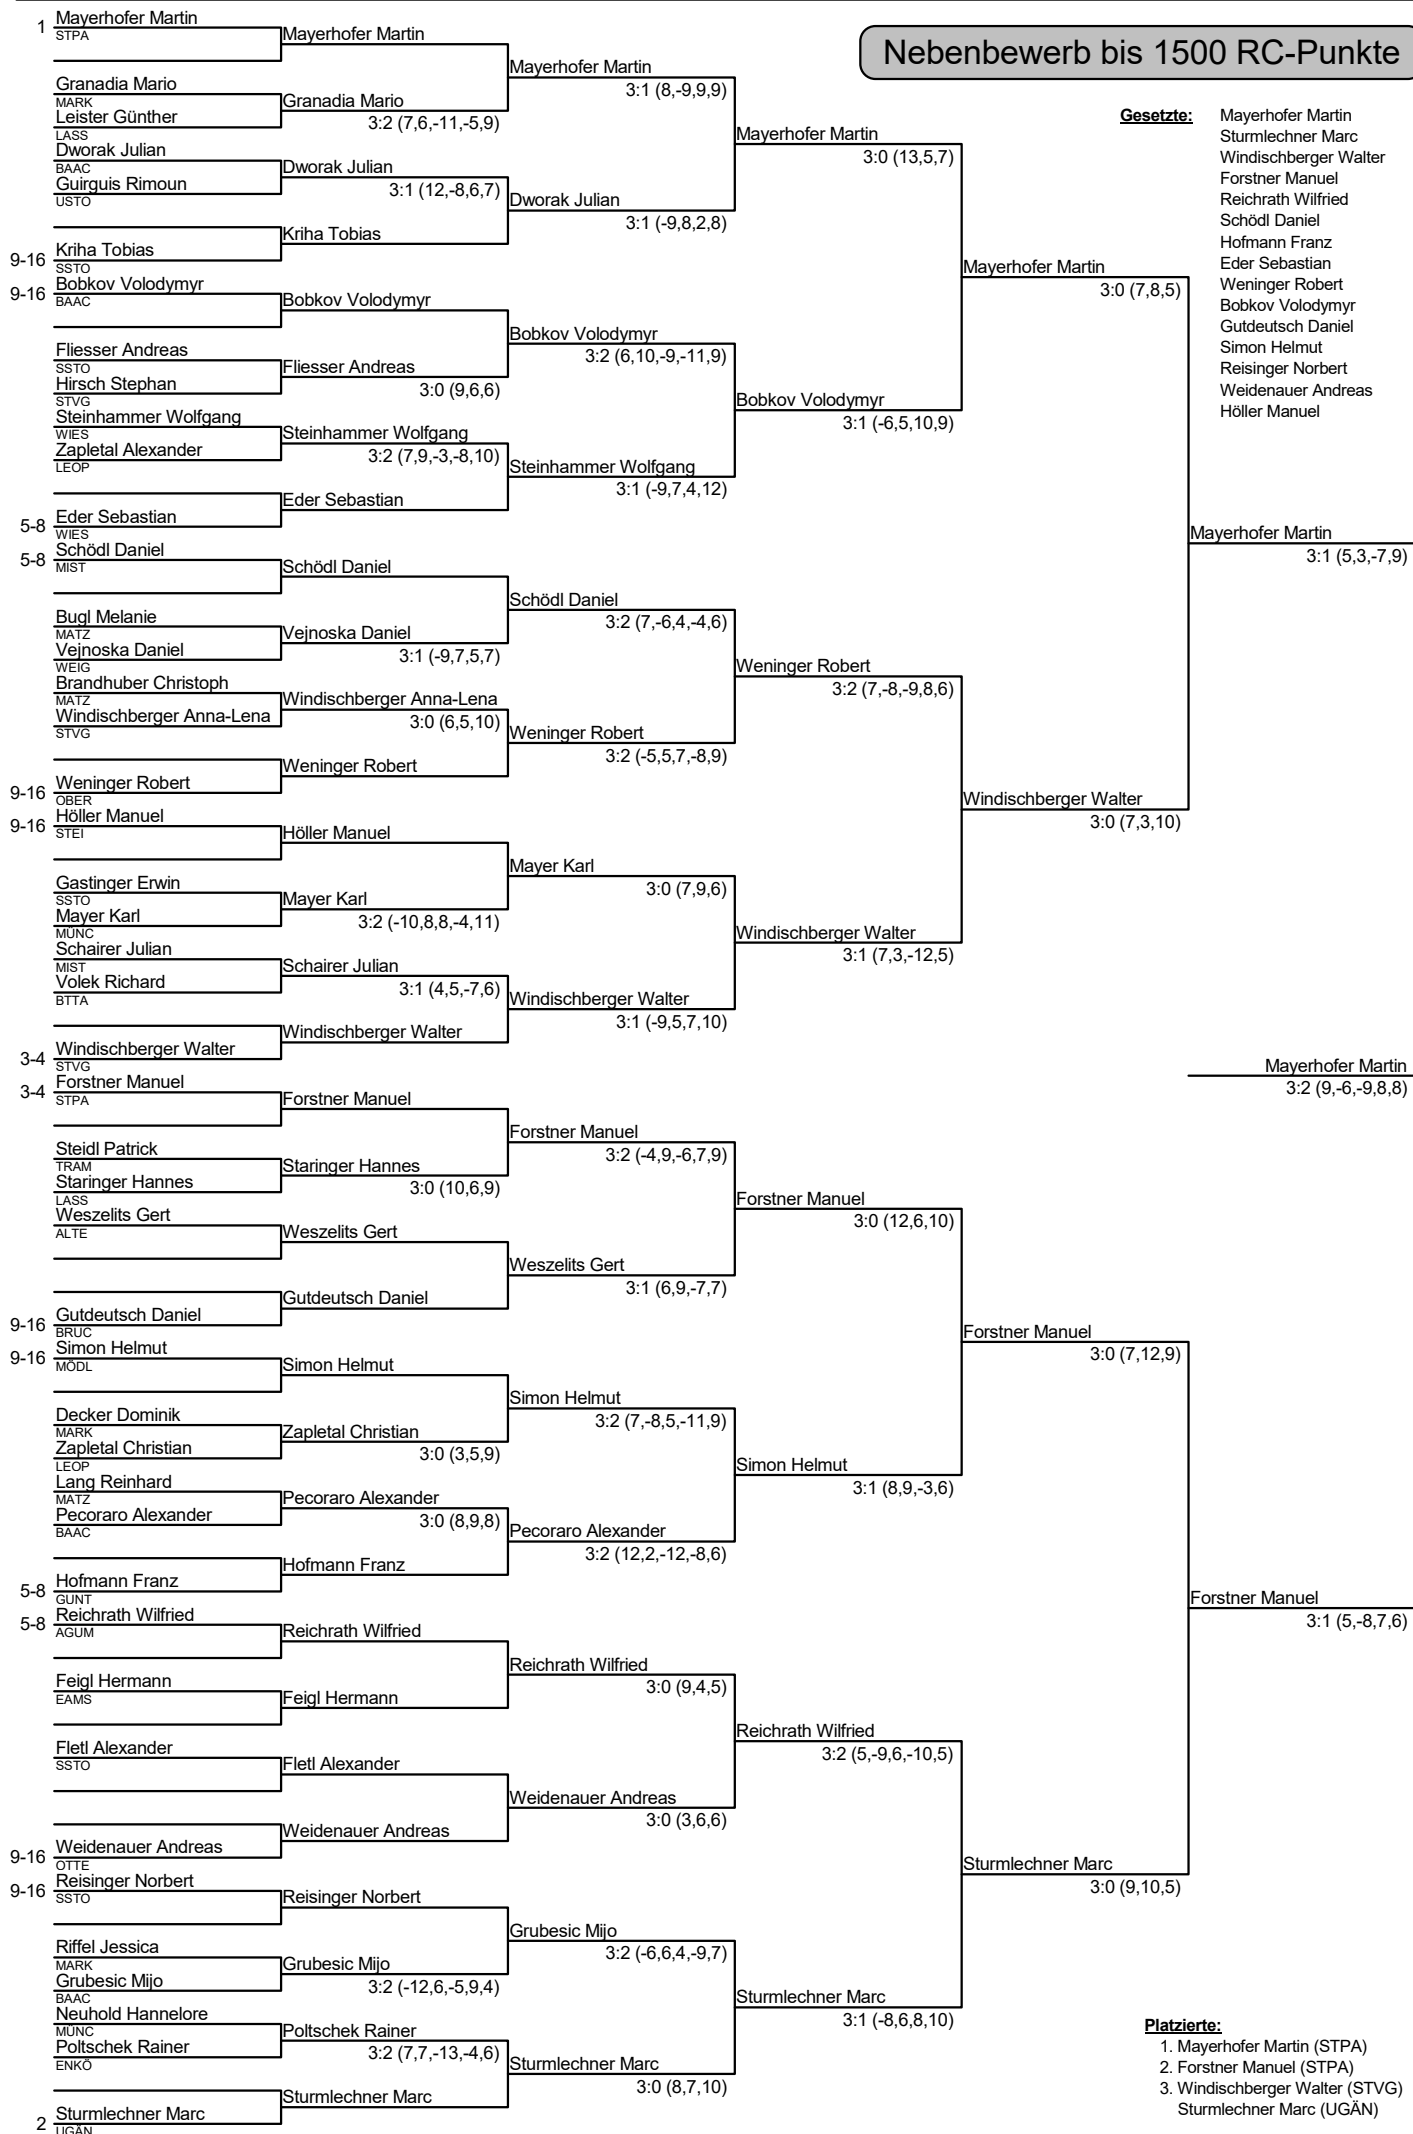 Nebenbewerb bis 1500 RC-Punkte
Gesetzte:
Mayerhofer Martin
Sturmlechner Marc
Windischberger Walter
Forstner Manuel
Reichrath Wilfried
Schödl Daniel
Hofmann Franz
Eder Sebastian
Weninger Robert
Bobkov Volodymyr
Gutdeutsch Daniel
Simon Helmut
Reisinger Norbert
Weidenauer Andreas
Höller Manuel
1 Mayerhofer Martin
STPA
Granadia Mario
MARK
Leister Günther
LASS
Dworak Julian
BAAC
Guirguis Rimoun
USTO
9-16 Kriha Tobias
SSTO
9-16 Bobkov Volodymyr
BAAC
Fliesser Andreas
SSTO
Hirsch Stephan
STVG
Steinhammer Wolfgang
WIES
Zapletal Alexander
LEOP
5-8 Eder Sebastian
WIES
5-8 Schödl Daniel
MIST
Bugl Melanie
MATZ
Vejnoska Daniel
WEIG
Brandhuber Christoph
MATZ
Windischberger Anna-Lena
STVG
9-16 Weninger Robert
OBER
9-16 Höller Manuel
STEI
Gastinger Erwin
SSTO
Mayer Karl
MÜNC
Schairer Julian
MIST
Volek Richard
BTTA
3-4 Windischberger Walter
STVG
3-4 Forstner Manuel
STPA
Steidl Patrick
TRAM
Staringer Hannes
LASS
Weszelits Gert
ALTE
9-16 Gutdeutsch Daniel
BRUC
9-16 Simon Helmut
MÖDL
Decker Dominik
MARK
Zapletal Christian
LEOP
Lang Reinhard
MATZ
Pecoraro Alexander
BAAC
5-8 Hofmann Franz
GUNT
5-8 Reichrath Wilfried
AGUM
Feigl Hermann
EAMS
Fletl Alexander
SSTO
9-16 Weidenauer Andreas
OTTE
9-16 Reisinger Norbert
SSTO
Riffel Jessica
MARK
Grubesic Mijo
BAAC
Neuhold Hannelore
MÜNC
Poltschek Rainer
ENKÖ
2 Sturmlechner Marc
UGÄN
Mayerhofer Martin
Granadia Mario
3:2 (7,6,-11,-5,9)
Dworak Julian
3:1 (12,-8,6,7)
Kriha Tobias
Bobkov Volodymyr
Fliesser Andreas
3:0 (9,6,6)
Steinhammer Wolfgang
3:2 (7,9,-3,-8,10)
Eder Sebastian
Schödl Daniel
Vejnoska Daniel
3:1 (-9,7,5,7)
Windischberger Anna-Lena
3:0 (6,5,10)
Weninger Robert
Höller Manuel
Mayer Karl
3:2 (-10,8,8,-4,11)
Schairer Julian
3:1 (4,5,-7,6)
Windischberger Walter
Forstner Manuel
Staringer Hannes
3:0 (10,6,9)
Weszelits Gert
Gutdeutsch Daniel
Simon Helmut
Zapletal Christian
3:0 (3,5,9)
Pecoraro Alexander
3:0 (8,9,8)
Hofmann Franz
Reichrath Wilfried
Feigl Hermann
Fletl Alexander
Weidenauer Andreas
Reisinger Norbert
Grubesic Mijo
3:2 (-12,6,-5,9,4)
Poltschek Rainer
3:2 (7,7,-13,-4,6)
Sturmlechner Marc
Mayerhofer Martin
3:1 (8,-9,9,9)
Dworak Julian
3:1 (-9,8,2,8)
Bobkov Volodymyr
3:2 (6,10,-9,-11,9)
Steinhammer Wolfgang
3:1 (-9,7,4,12)
Schödl Daniel
3:2 (7,-6,4,-4,6)
Weninger Robert
3:2 (-5,5,7,-8,9)
Mayer Karl
3:0 (7,9,6)
Windischberger Walter
3:1 (-9,5,7,10)
Forstner Manuel
3:2 (-4,9,-6,7,9)
Weszelits Gert
3:1 (6,9,-7,7)
Simon Helmut
3:2 (7,-8,5,-11,9)
Pecoraro Alexander
3:2 (12,2,-12,-8,6)
Reichrath Wilfried
3:0 (9,4,5)
Weidenauer Andreas
3:0 (3,6,6)
Grubesic Mijo
3:2 (-6,6,4,-9,7)
Sturmlechner Marc
3:0 (8,7,10)
Mayerhofer Martin
3:0 (13,5,7)
Bobkov Volodymyr
3:1 (-6,5,10,9)
Weninger Robert
3:2 (7,-8,-9,8,6)
Windischberger Walter
3:1 (7,3,-12,5)
Forstner Manuel
3:0 (12,6,10)
Simon Helmut
3:1 (8,9,-3,6)
Reichrath Wilfried
3:2 (5,-9,6,-10,5)
Sturmlechner Marc
3:1 (-8,6,8,10)
Mayerhofer Martin
3:0 (7,8,5)
Windischberger Walter
3:0 (7,3,10)
Forstner Manuel
3:0 (7,12,9)
Sturmlechner Marc
3:0 (9,10,5)
Mayerhofer Martin
3:1 (5,3,-7,9)
Forstner Manuel
3:1 (5,-8,7,6)
Mayerhofer Martin
3:2 (9,-6,-9,8,8)
Platzierte:
1. Mayerhofer Martin (STPA)
2. Forstner Manuel (STPA)
3. Windischberger Walter (STVG)
Sturmlechner Marc (UGÄN)